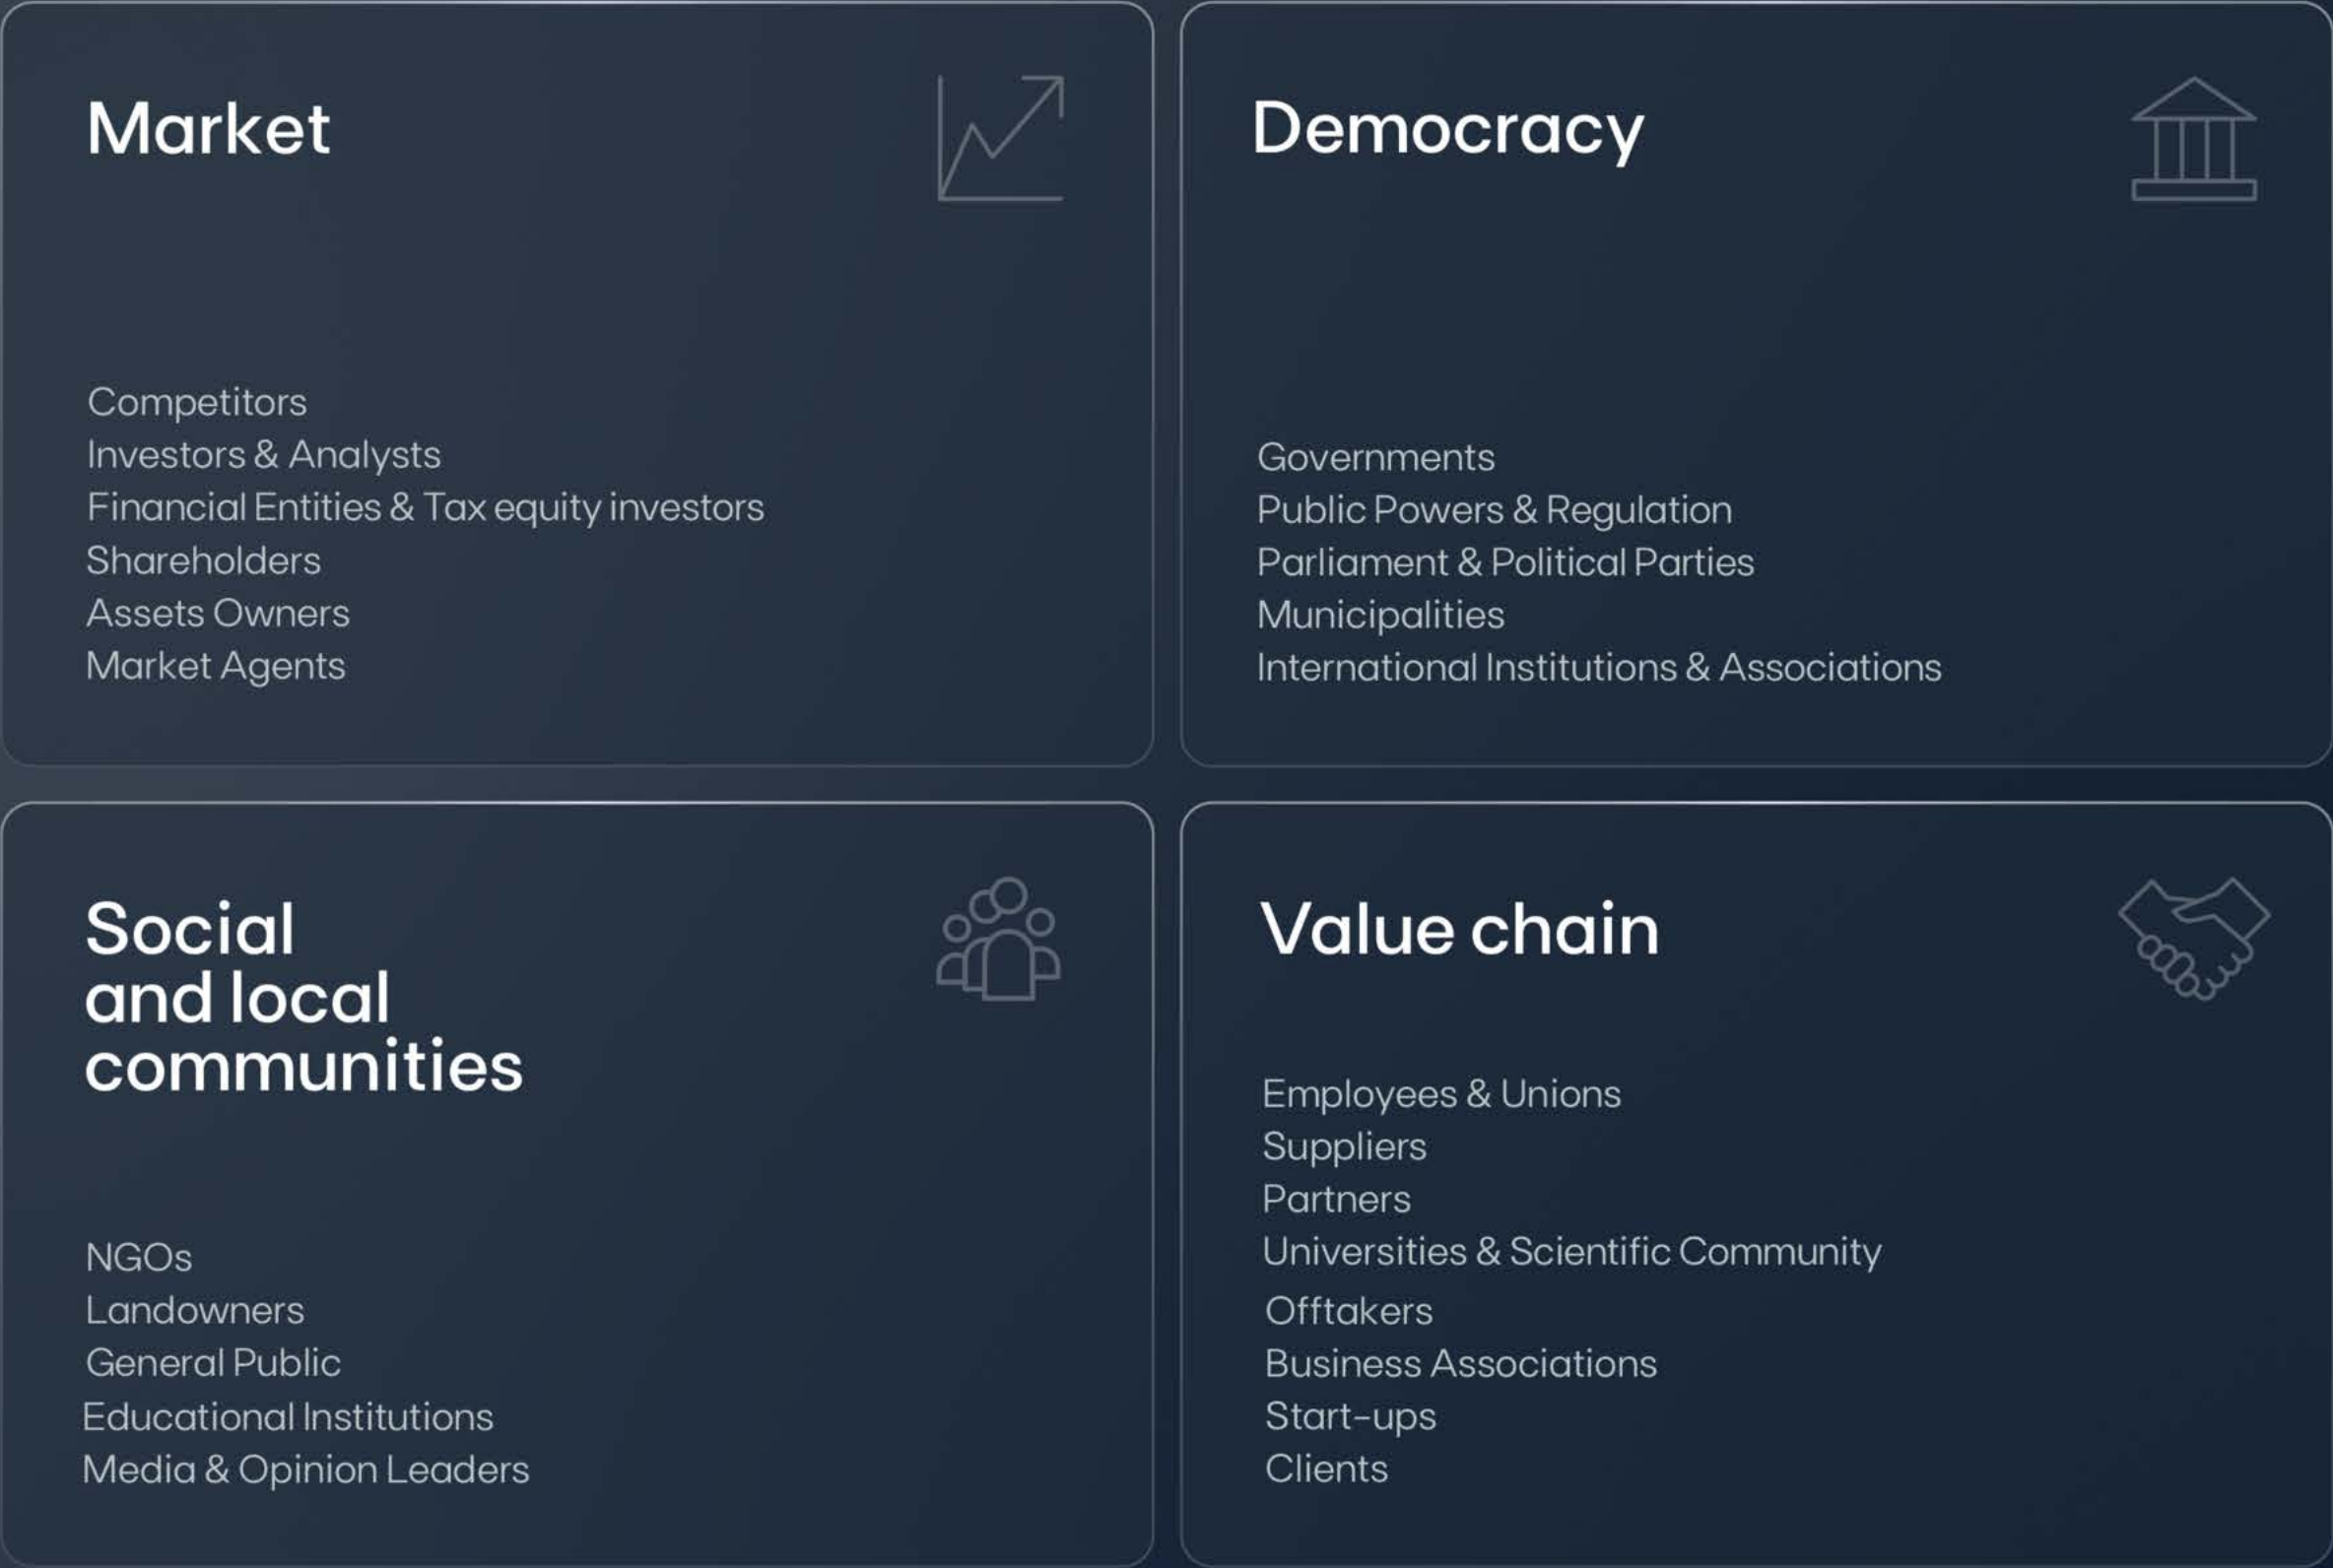 Market
Competitors
Investors & Analysts
Financial Entities & Tax equity investors
Shareholders
Assets Owners
Market Agents
Democracy
Governments
Public Powers & Regulation
Parliament & Political Parties
Municipalities
International Institutions & Associations
Social
and local
communities
NGOs
Landowners
General Public
Educational Institutions
Media & Opinion Leaders
Value chain
Employees & Unions
Suppliers
Partners
Universities & Scientific Community
Offtakers
Business Associations
Start-ups
Clients